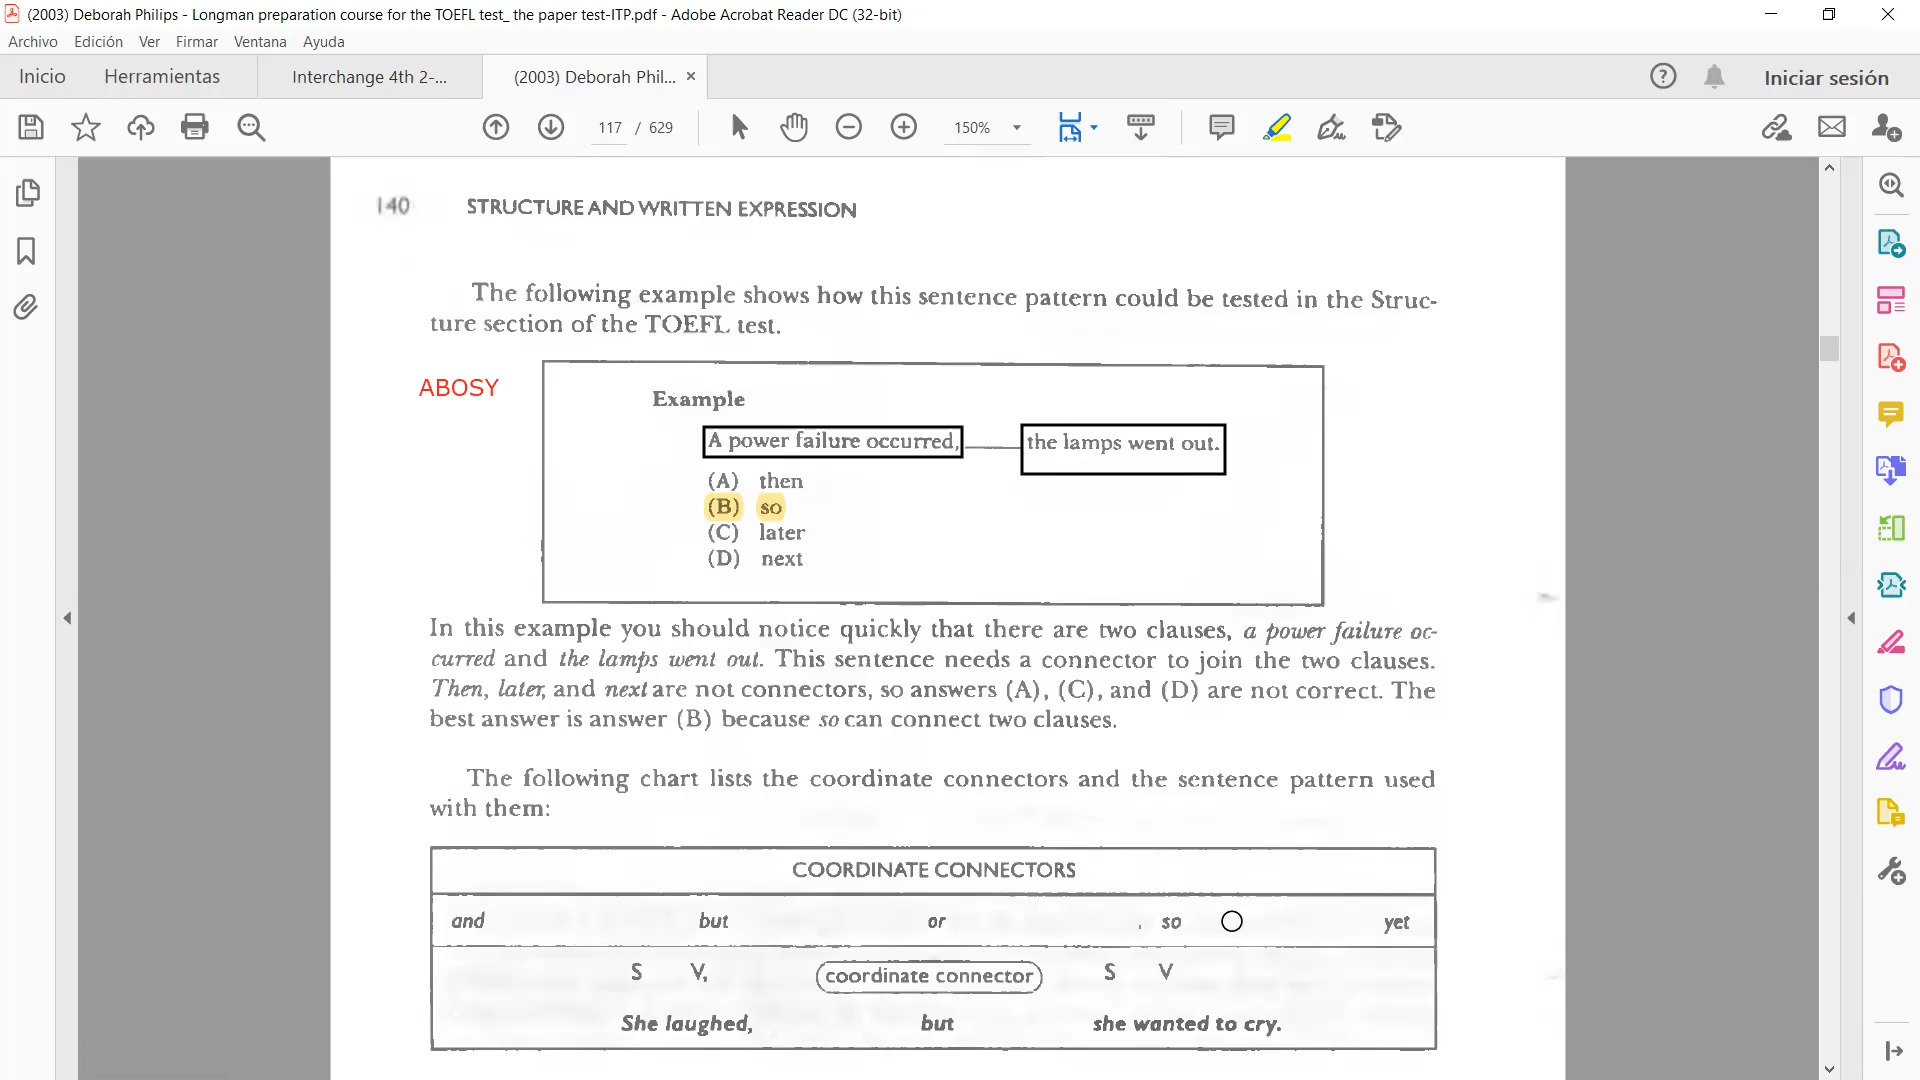 (2003) Deborah Philips - Longman preparation course for the TOEFL test_ the paper test-ITP.pdf - Adobe Acrobat Reader DC (32-bit)
Archivo Edición Ver Firmar Ventana Ayuda
Inicio Herramientas Interchange 4th 2-... (2003) Deborah Phil... × Iniciar sesión
117 / 629 150%
140 STRUCTURE AND WRITTEN EXPRESSION
The following example shows how this sentence pattern could be tested in the Struc-
ture section of the TOEFL test.
ABOSY
Example
A power failure occurred, the lamps went out.
(A) then
(B) so
(C) later
(D) next
In this example you should notice quickly that there are two clauses, a power failure oc-
curred and the lamps went out. This sentence needs a connector to join the two clauses.
Then, later, and next are not connectors, so answers (A), (C), and (D) are not correct. The
best answer is answer (B) because so can connect two clauses.
The following chart lists the coordinate connectors and the sentence pattern used
with them:
COORDINATE CONNECTORS
and but or so yet
S V, coordinate connector S V
She laughed, but she wanted to cry.